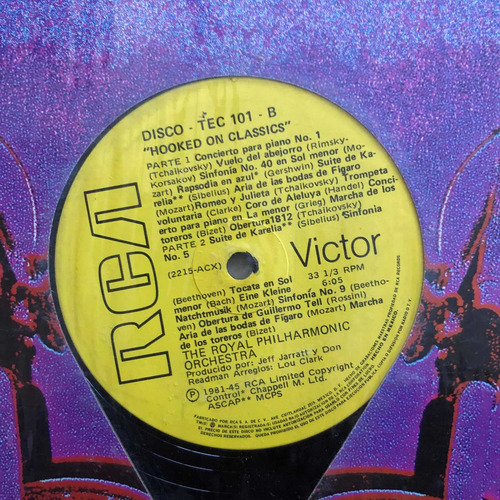 DISCO - TEC 101 - B
"HOOKED ON CLASSICS"
PARTE 1 Concierto para piano No. 1
(Tchaikovsky) Vuelo del abejorro (Rimsky-
Korsakov) Sinfonía No. 40 en Sol menor (Mo-
zart) Rapsodia en azul* (Gershwin) Suite de Ka-
relia** (Sibelius) Aria de las bodas de Fígaro
(Mozart) Romeo y Julieta (Tchaikovsky) Trompeta
voluntaria (Clarke) Coro de Aleluya (Handel) Conci-
erto para piano en La menor (Grieg) Marcha de los
toreros (Bizet) Obertura1812 (Tchaikovsky)
PARTE 2 Suite de Karelia** (Sibelius) Sinfonía
No. 5
(2215-ACX)
RCA
Victor
33 1/3 RPM
6:05
(Beethoven) Tocata en Sol
menor (Bach) Eine Kleine
Natchtmusik (Mozart) Sinfonía No. 9 (Beetho-
ven) Obertura de Guillermo Tell (Rossini)
Aria de las bodas de Fígaro (Mozart) Marcha
de los toreros (Bizet)
THE ROYAL PHILHARMONIC
ORCHESTRA
Producido por: Jeff Jarratt y Don
Readman Arreglos: Lou Clark
Ⓟ 1981-45 RCA Limited Copyright
Control* Chappell M. Ltd.
ASCAP** MCPS
HECHO EN MEXICO.